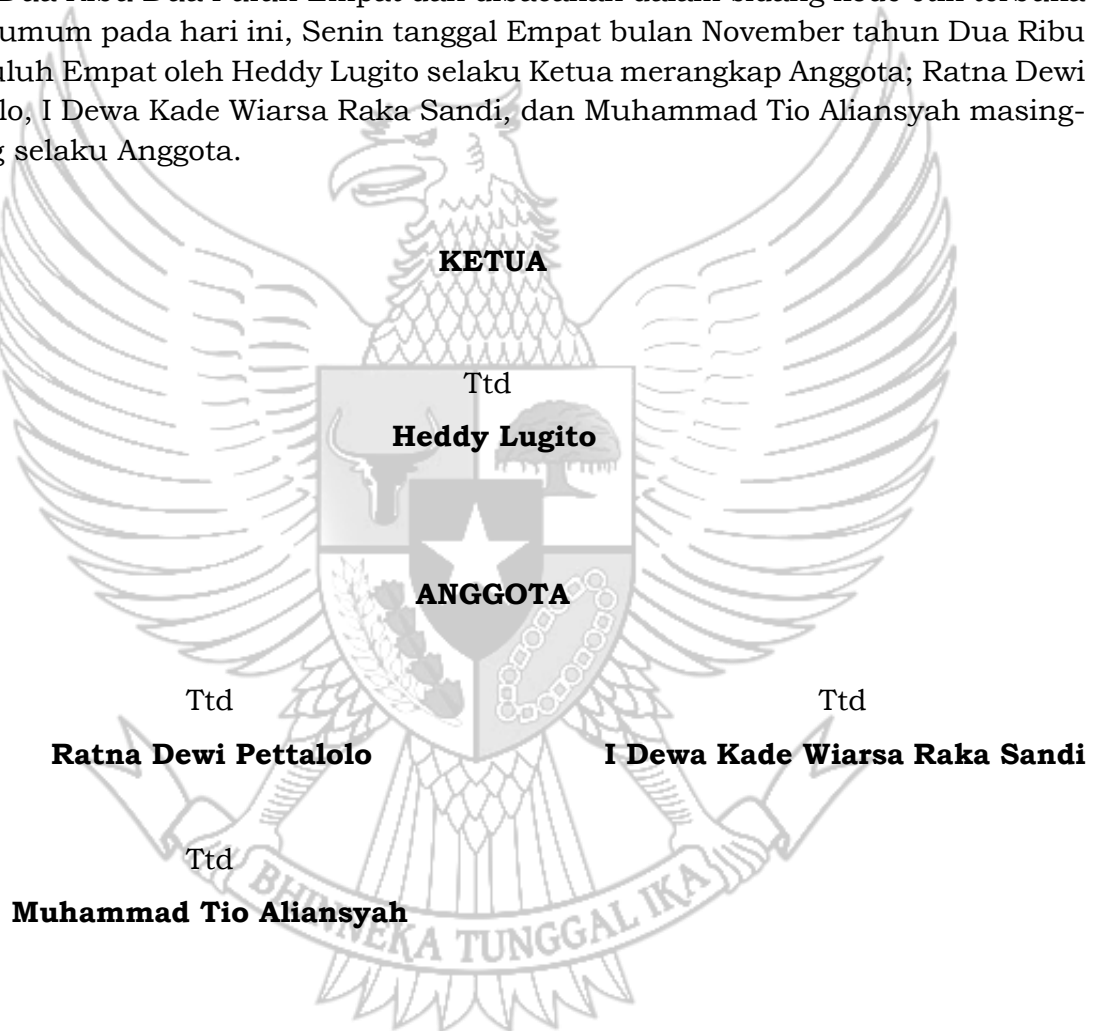 umum pada hari ini, Senin tanggal Empat bulan November tahun Dua Ribu
Empat oleh Heddy Lugito selaku Ketua merangkap Anggota; Ratna Dewi
I Dewa Kade Wiarsa Raka Sandi, dan Muhammad Tio Aliansyah masing-
selaku Anggota.
KETUA
Ttd
Heddy Lugito
ANGGOTA
Ttd Ttd
Ratna Dewi Pettalolo I Dewa Kade Wiarsa Raka Sandi
Ttd
Muhammad Tio Aliansyah
BHINNEKA TUNGGAL IKA